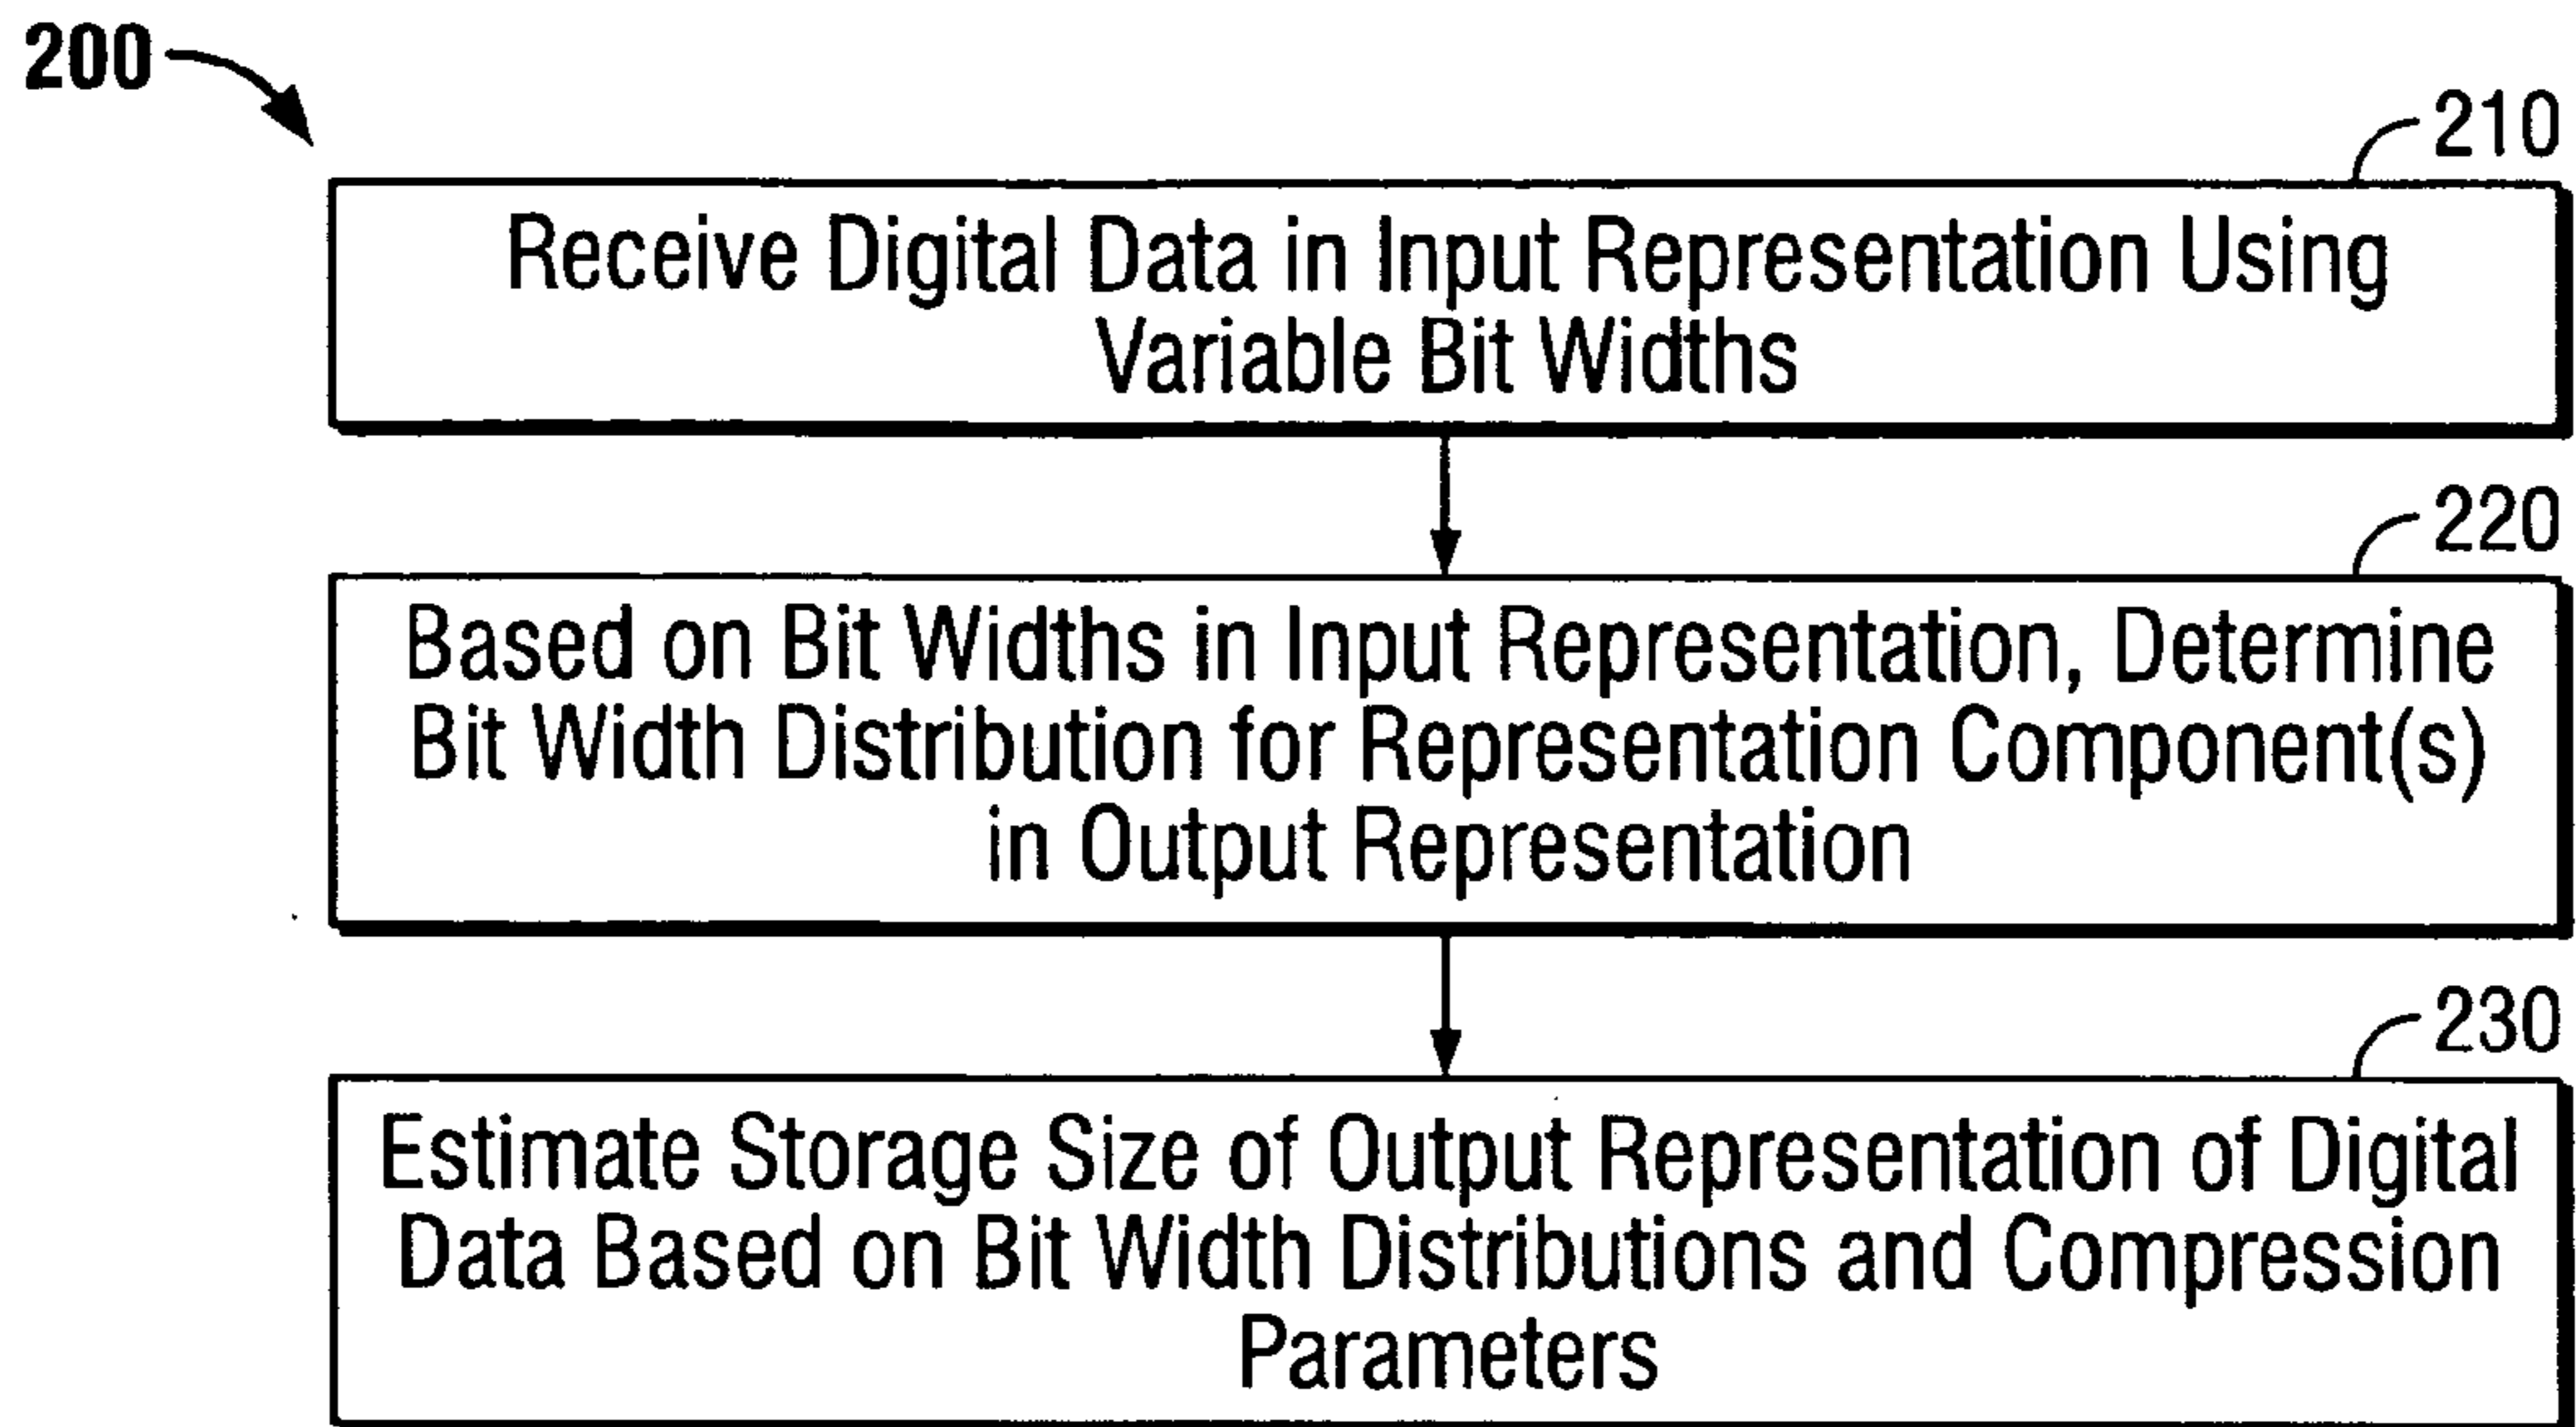 200
210
Receive Digital Data in Input Representation Using
Variable Bit Widths
220
Based on Bit Widths in Input Representation, Determine
Bit Width Distribution for Representation Component(s)
in Output Representation
230
Estimate Storage Size of Output Representation of Digital
Data Based on Bit Width Distributions and Compression
Parameters